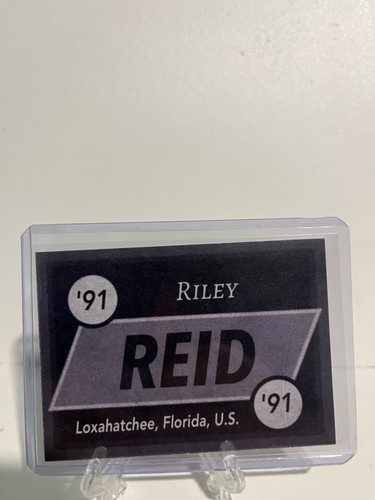 '91
RILEY
REID
Loxahatchee, Florida, U.S.
'91